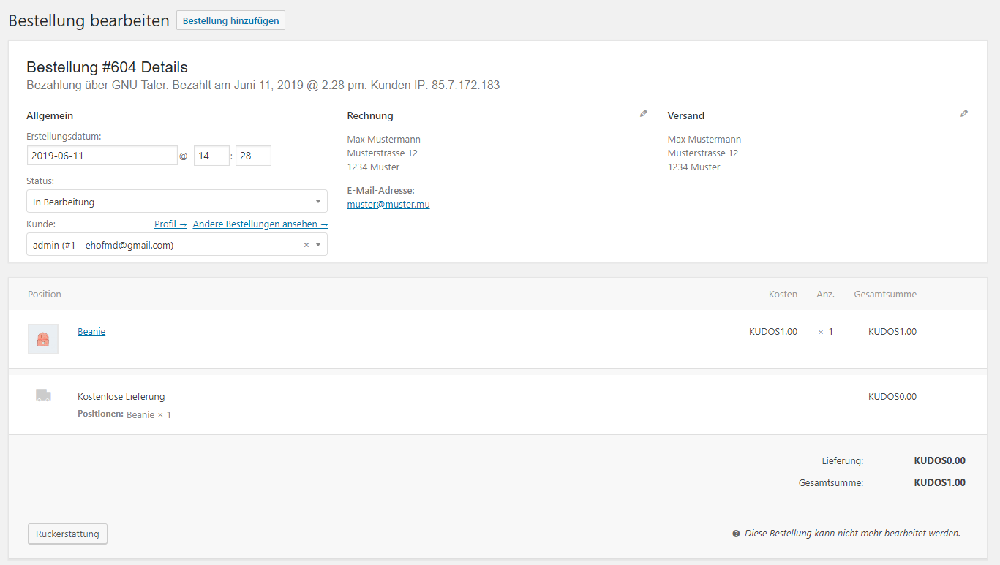 Bestellung bearbeiten Bestellung hinzufügen
Bestellung #604 Details
Bezahlung über GNU Taler. Bezahlt am Juni 11, 2019 @ 2:28 pm. Kunden IP: 85.7.172.183
Allgemein
Erstellungsdatum:
2019-06-11 @ 14 : 28
Status:
In Bearbeitung
Kunde: Profil → Andere Bestellungen ansehen →
admin (#1 – ehofmd@gmail.com) ×
Rechnung
Max Mustermann
Musterstrasse 12
1234 Muster
E-Mail-Adresse:
muster@muster.mu
Versand
Max Mustermann
Musterstrasse 12
1234 Muster
Position Kosten Anz. Gesamtsumme
Beanie KUDOS1.00 × 1 KUDOS1.00
Kostenlose Lieferung KUDOS0.00
Positionen: Beanie × 1
Lieferung: KUDOS0.00
Gesamtsumme: KUDOS1.00
Rückerstattung ? Diese Bestellung kann nicht mehr bearbeitet werden.